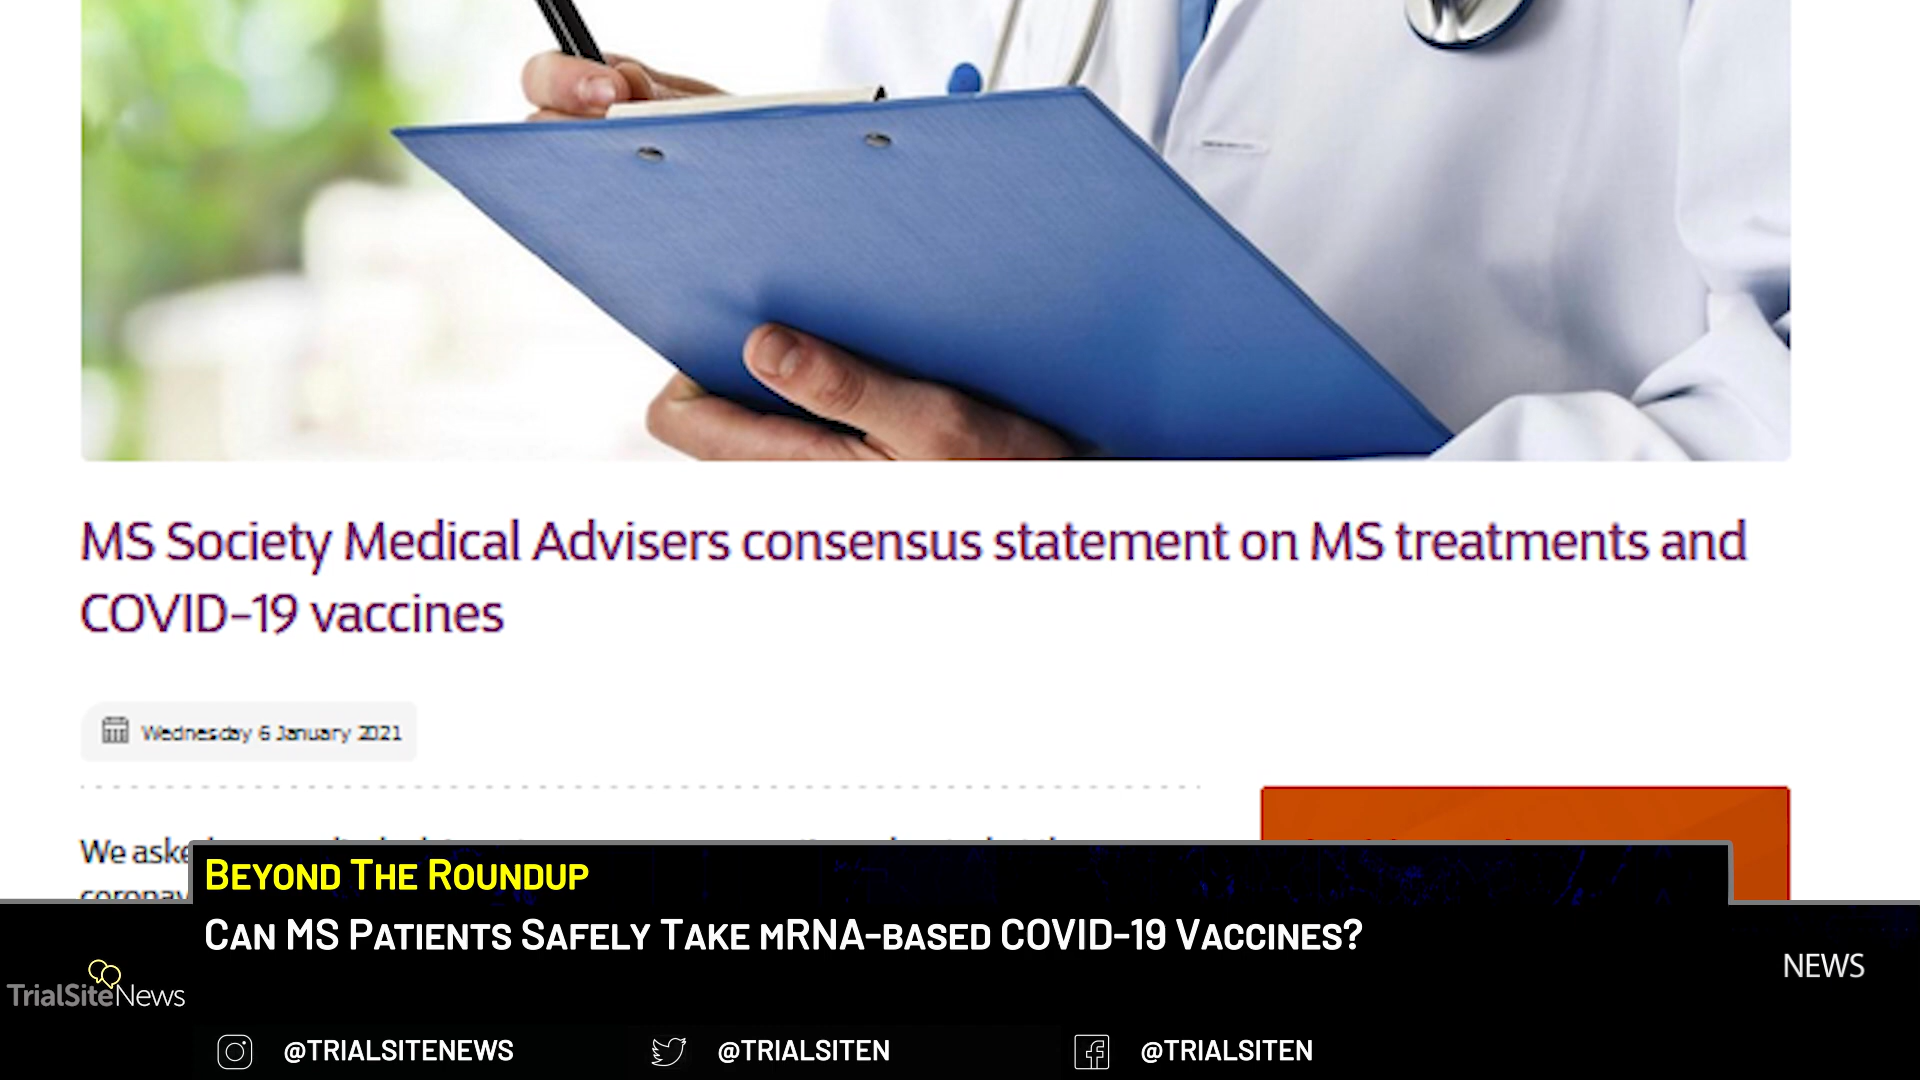 MS Society Medical Advisers consensus statement on MS treatments and
COVID-19 vaccines
Wednesday 6 January 2021
We
BEYOND THE ROUNDUP
CAN MS PATIENTS SAFELY TAKE MRNA-BASED COVID-19 VACCINES?
NEWS
TrialSiteNews
@TRIALSITENEWS
@TRIALSITEN
@TRIALSITEN